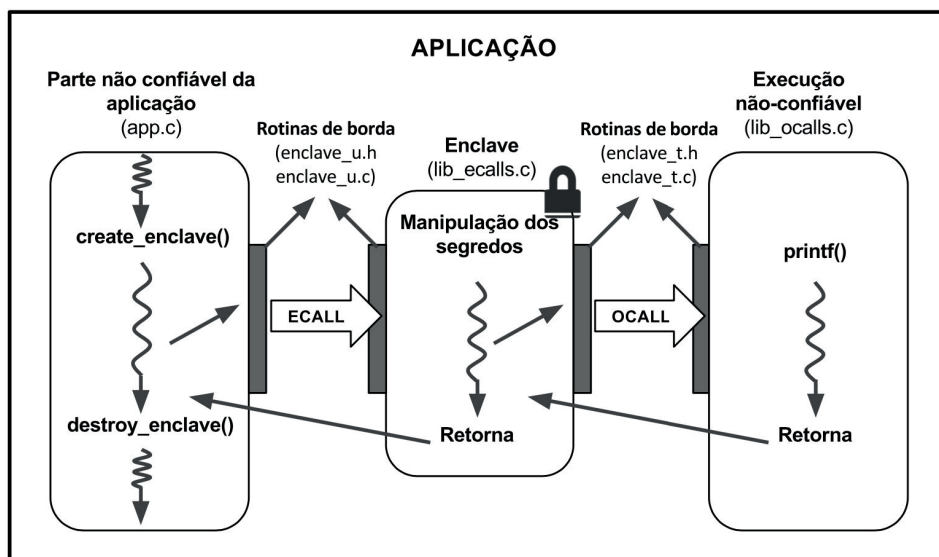 APLICAÇÃO
Parte não confiável da
aplicação
(app.c)
create_enclave()
destroy_enclave()
Rotinas de borda
(enclave_u.h
enclave_u.c)
ECALL
Enclave
(lib_ecalls.c)
Manipulação dos
segredos
Retorna
Rotinas de borda
(enclave_t.h
enclave_t.c)
OCALL
Execução
não-confiável
(lib_ocalls.c)
printf()
Retorna